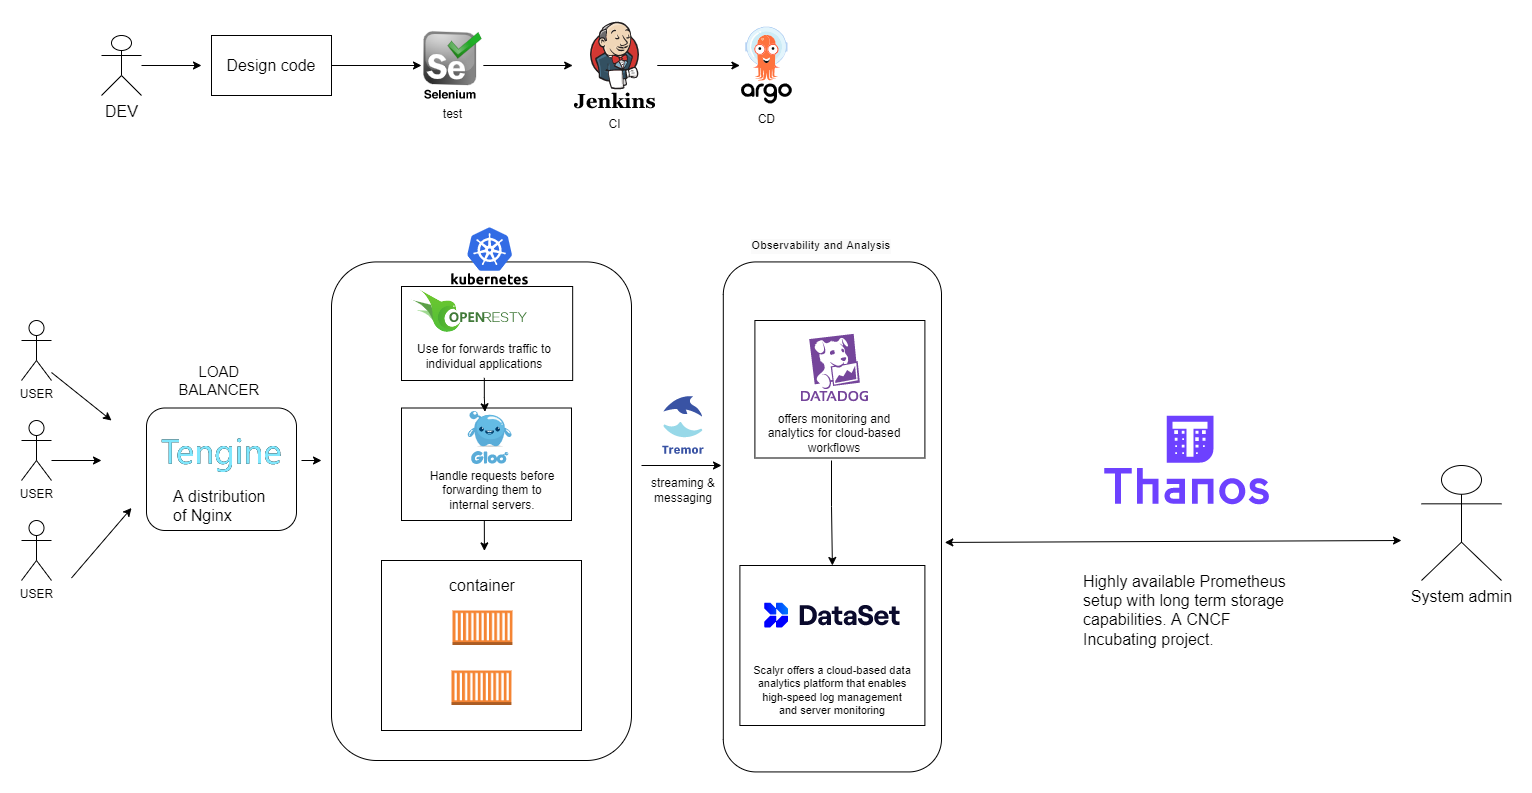 DEV
Design code
Se
Selenium
test
Jenkins
CI
argo
CD
kubernetes
OPENRESTY
Use for forwards traffic to
individual applications
Gloo
Handle requests before
forwarding them to
internal servers.
container
USER
USER
USER
LOAD
BALANCER
Tengine
A distribution
of Nginx
Tremor
streaming &
messaging
Observability and Analysis
DATADOG
offers monitoring and
analytics for cloud-based
workflows
DataSet
Scalyr offers a cloud-based data
analytics platform that enables
high-speed log management
and server monitoring
T
Thanos
Highly available Prometheus
setup with long term storage
capabilities. A CNCF
Incubating project.
System admin